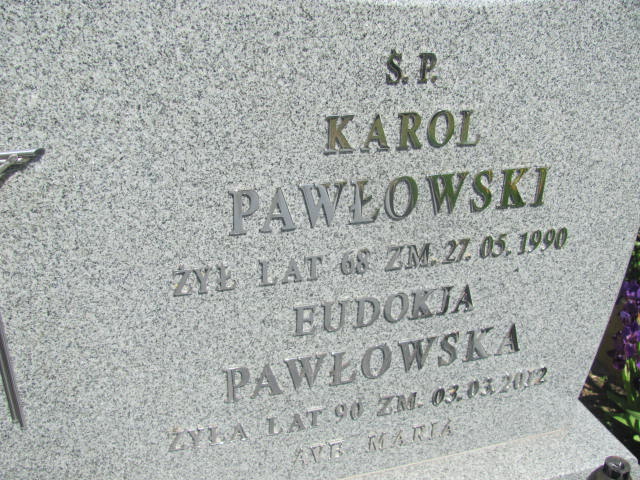 Ś.P.
KAROL
PAWŁOWSKI
ŻYŁ LAT 68 ZM. 27.05.1990
EUDOKJA
PAWŁOWSKA
ŻYŁA LAT 90 ZM. 03.03.2012
AVE MARIA